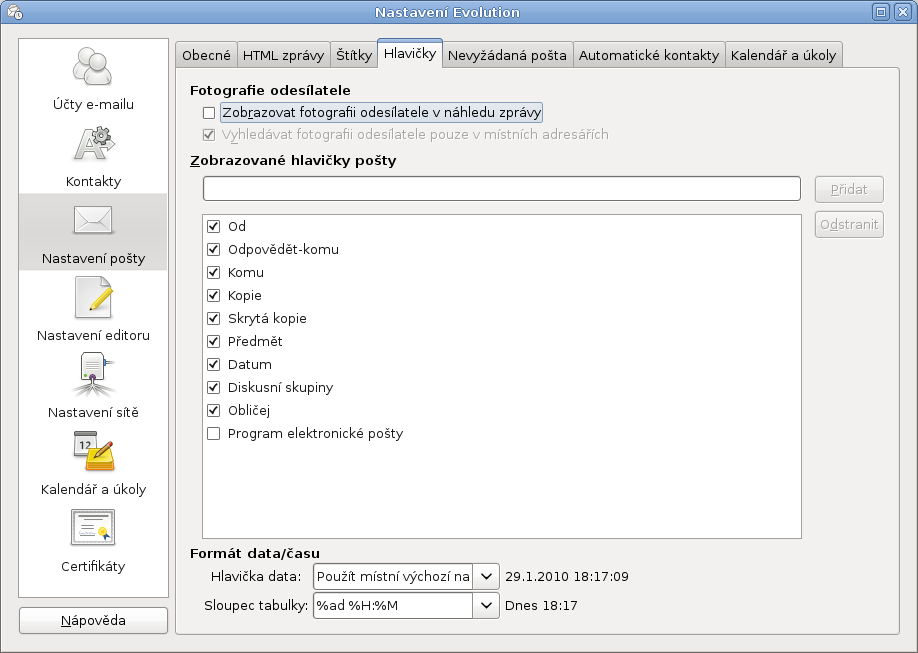 Nastavení Evolution
Účty e-mailu
Kontakty
Nastavení pošty
Nastavení editoru
Nastavení sítě
12
Kalendář a úkoly
Certifikáty
Nápověda
Obecné HTML zprávy Štítky Hlavičky Nevyžádaná pošta Automatické kontakty Kalendář a úkoly
Fotografie odesílatele
Zobrazovat fotografii odesílatele v náhledu zprávy
Vyhledávat fotografii odesílatele pouze v místních adresářích
Zobrazované hlavičky pošty
Přidat
Odstranit
Od
Odpovědět-komu
Komu
Kopie
Skrytá kopie
Předmět
Datum
Diskusní skupiny
Obličej
Program elektronické pošty
Formát data/času
Hlavička data: Použít místní výchozí na 29.1.2010 18:17:09
Sloupec tabulky: %ad %H:%M Dnes 18:17